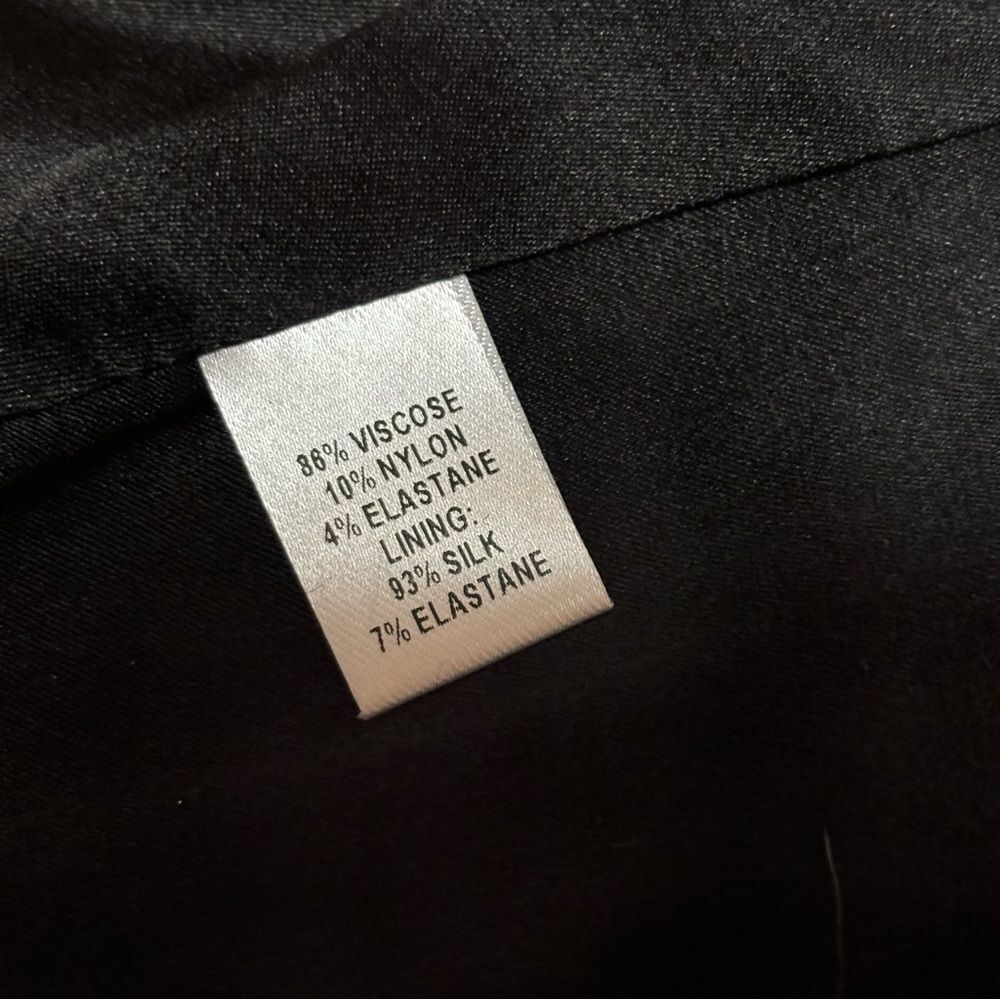 86% VISCOSE
10% NYLON
4% ELASTANE
LINING:
93% SILK
7% ELASTANE